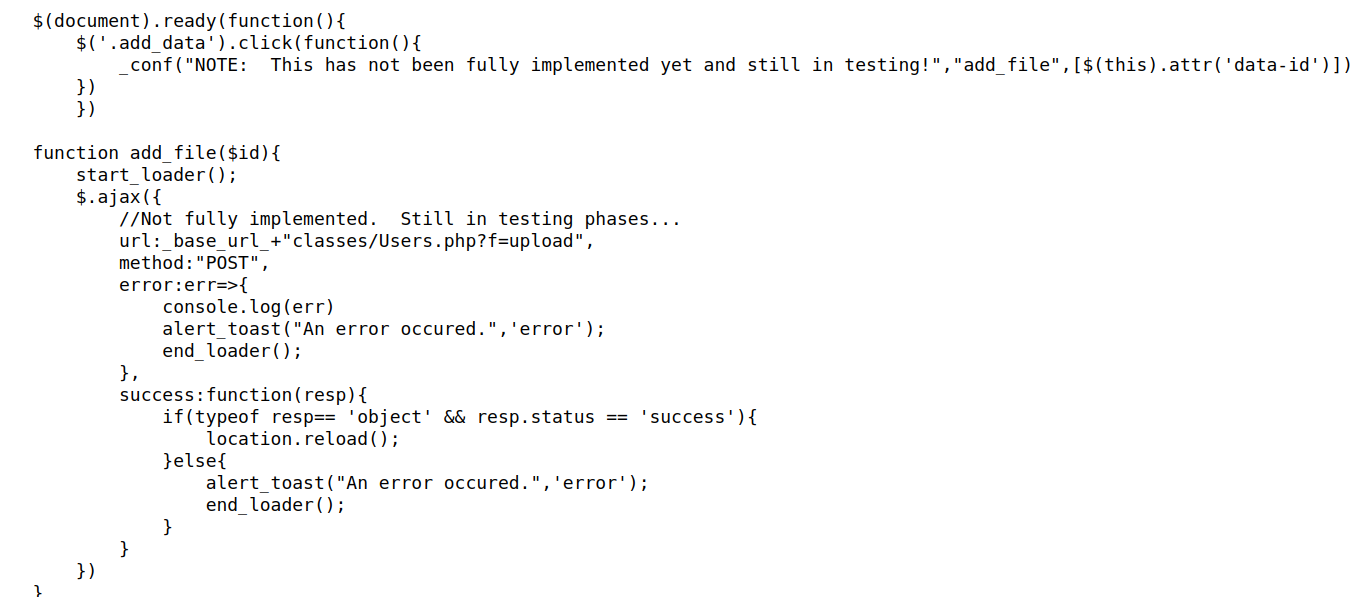 $(document).ready(function(){
    $('.add_data').click(function(){
        _conf("NOTE:  This has not been fully implemented yet and still in testing!","add_file",[$(this).attr('data-id')])
    })
    })

function add_file($id){
    start_loader();
    $.ajax({
        //Not fully implemented.  Still in testing phases...
        url:_base_url_+"classes/Users.php?f=upload",
        method:"POST",
        error:err=>{
            console.log(err)
            alert_toast("An error occured.",'error');
            end_loader();
        },
        success:function(resp){
            if(typeof resp== 'object' && resp.status == 'success'){
                location.reload();
            }else{
                alert_toast("An error occured.",'error');
                end_loader();
            }
        }
    })
}